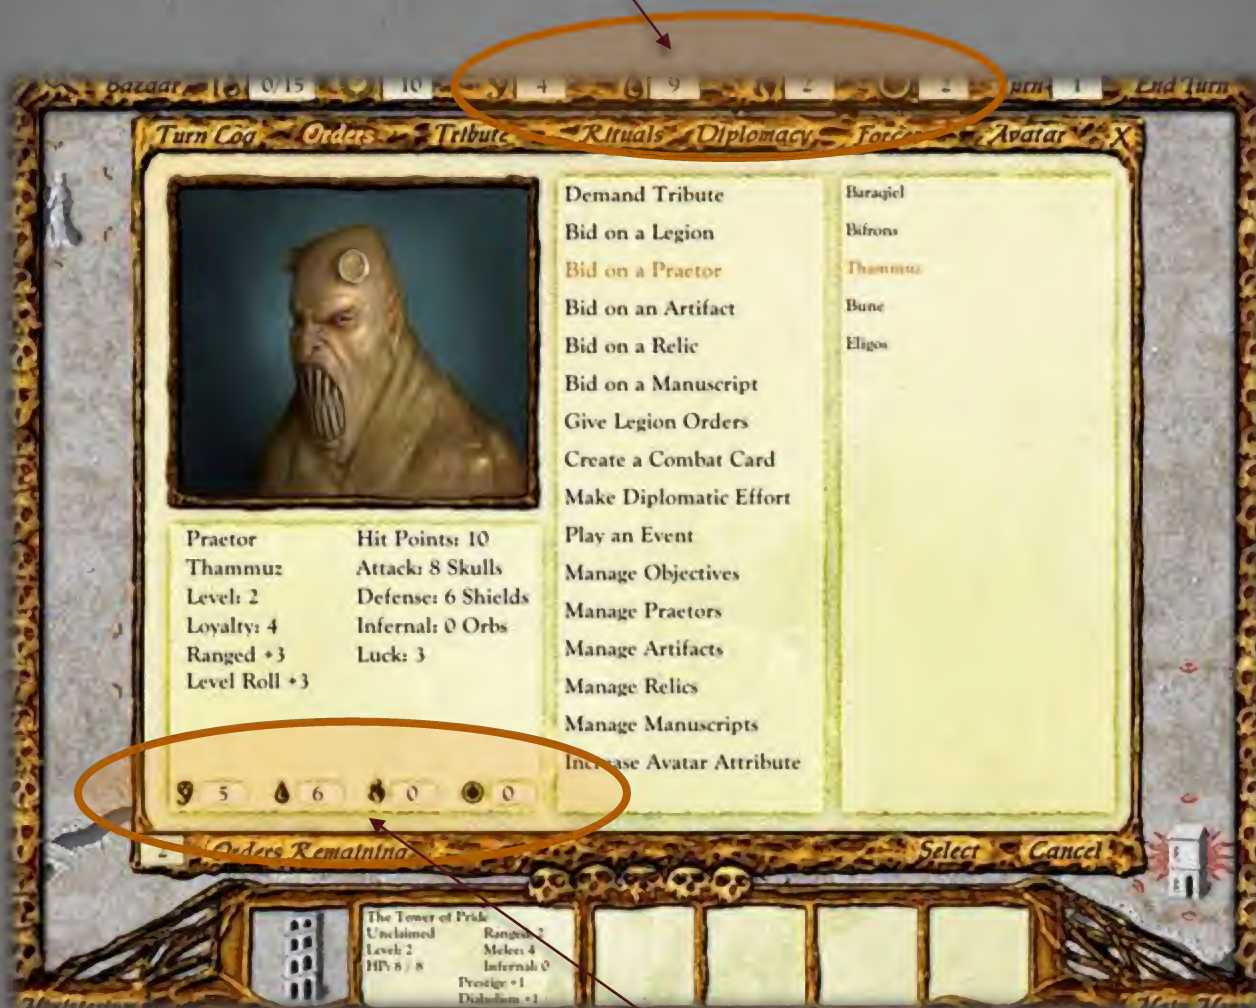 Bazaar 0/15 10 4 9 2 2 Turn 1 End Turn
Turn Log Orders Tribute Rituals Diplomacy Forces Avatar X
Demand Tribute
Bid on a Legion
Bid on a Praetor
Bid on an Artifact
Bid on a Relic
Bid on a Manuscript
Give Legion Orders
Create a Combat Card
Make Diplomatic Effort
Play an Event
Manage Objectives
Manage Praetors
Manage Artifacts
Manage Relics
Manage Manuscripts
Increase Avatar Attribute
Baraqiel
Bifrons
Thammuz
Bune
Eligos
Praetor
Thammuz
Level: 2
Loyalty: 4
Ranged +3
Level Roll +3
Hit Points: 10
Attack: 8 Skulls
Defense: 6 Shields
Infernal: 0 Orbs
Luck: 3
5 6 0 0
2 Orders Remaining Select Cancel
The Tower of Pride
Unclaimed Ranged: 2
Level: 2 Melee: 4
HP: 8 / 8 Infernal: 0
Prestige +1
Diabolism +1